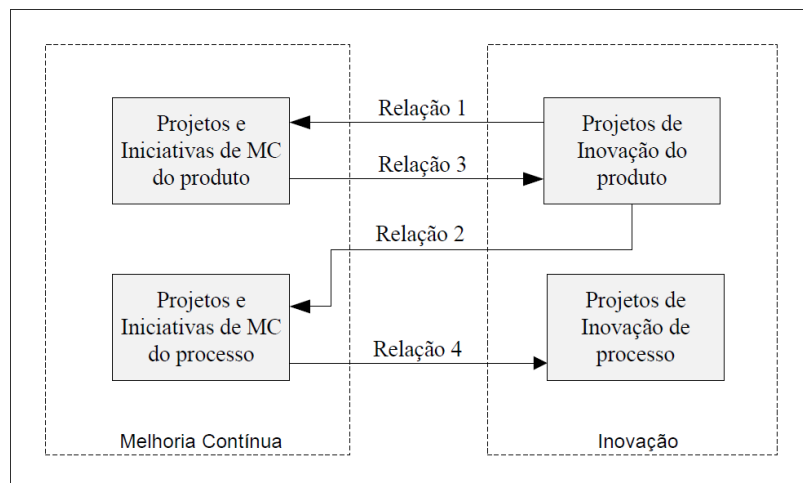 Projetos e
Iniciativas de MC
do produto
Relação 1
Relação 3
Projetos de
Inovação do
produto
Relação 2
Projetos e
Iniciativas de MC
do processo
Relação 4
Projetos de
Inovação de
processo
Melhoria Contínua
Inovação